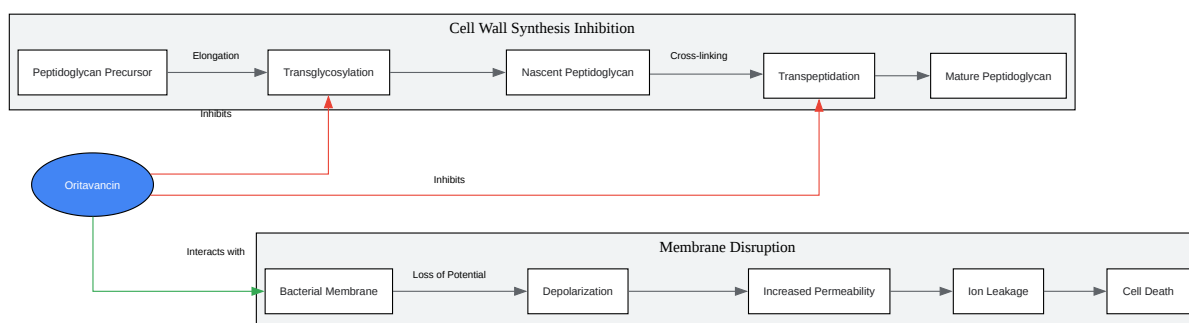 Cell Wall Synthesis Inhibition
Elongation
Cross-linking
Peptidoglycan Precursor
Transglycosylation
Nascent Peptidoglycan
Transpeptidation
Mature Peptidoglycan
Inhibits
Oritavancin
Inhibits
Interacts with
Membrane Disruption
Loss of Potential
Bacterial Membrane
Depolarization
Increased Permeability
Ion Leakage
Cell Death